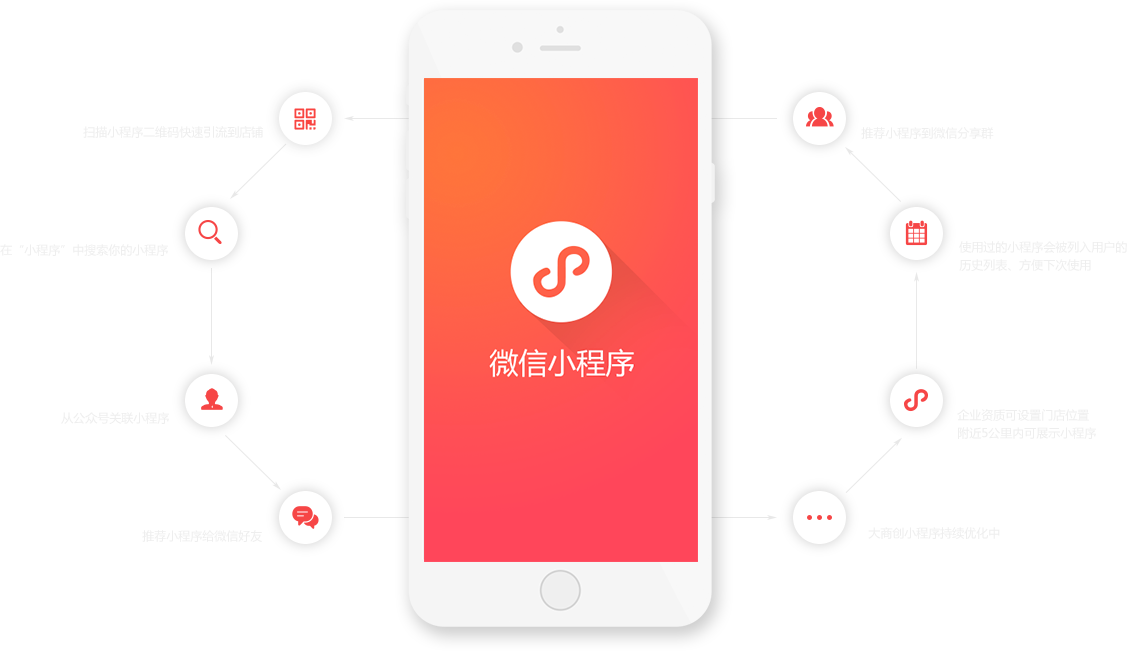 微信小程序
扫描小程序二维码快速引流到店铺
在“小程序”中搜索你的小程序
从公众号关联小程序
推荐小程序给微信好友
推荐小程序到微信分享群
使用过的小程序会被列入用户的
历史列表、方便下次使用
企业资质可设置门店位置
附近5公里内可展示小程序
大商创小程序持续优化中